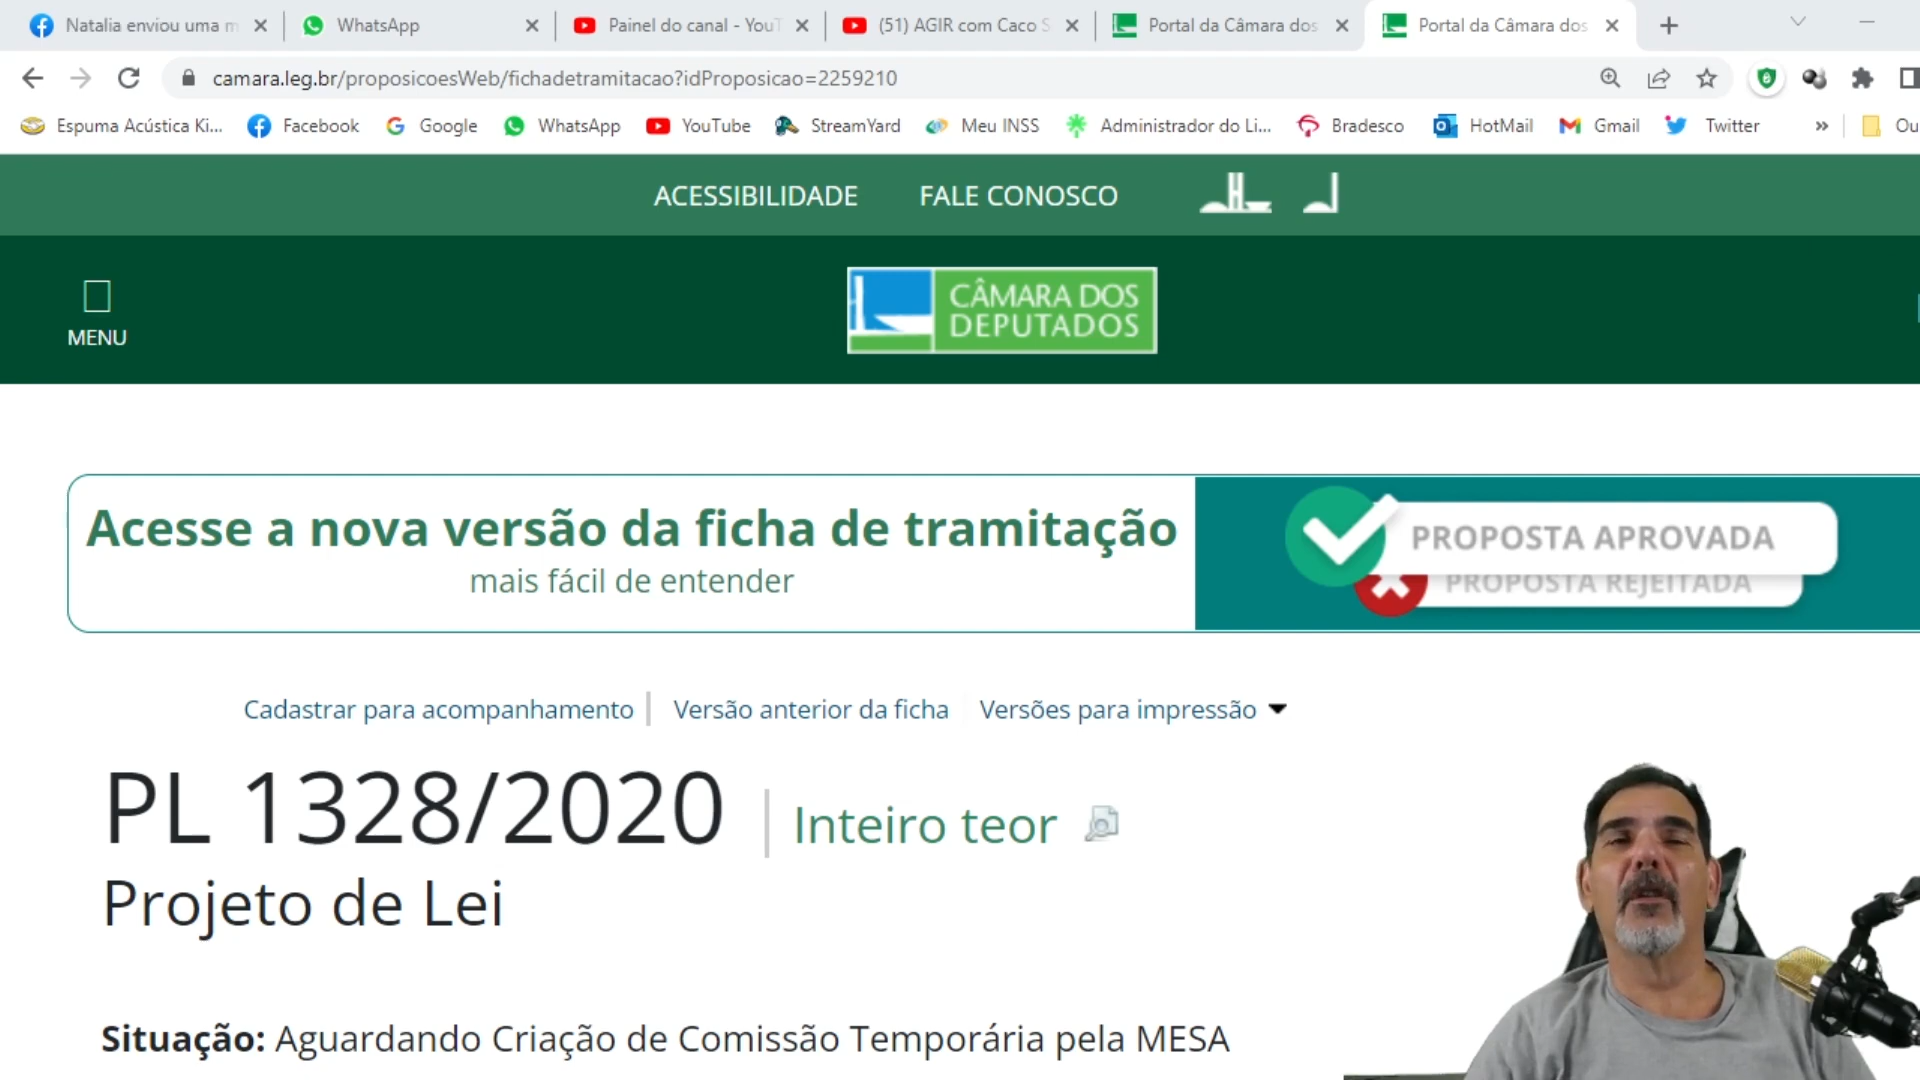 Natalia enviou uma m
WhatsApp
Painel do canal - YouT
(51) AGIR com Caco S
Portal da Câmara dos
Portal da Câmara dos
camara.leg.br/proposicoesWeb/fichadetramitacao?idProposicao=2259210
Espuma Acústica Ki...
Facebook
Google
WhatsApp
YouTube
StreamYard
Meu INSS
Administrador do Li...
Bradesco
HotMail
Gmail
Twitter
»
Ou
ACESSIBILIDADE
FALE CONOSCO
MENU
CÂMARA DOS
DEPUTADOS
Acesse a nova versão da ficha de tramitação
mais fácil de entender
PROPOSTA APROVADA
PROPOSTA REJEITADA
Cadastrar para acompanhamento
Versão anterior da ficha
Versões para impressão
PL 1328/2020
Inteiro teor
Projeto de Lei
Situação: Aguardando Criação de Comissão Temporária pela MESA